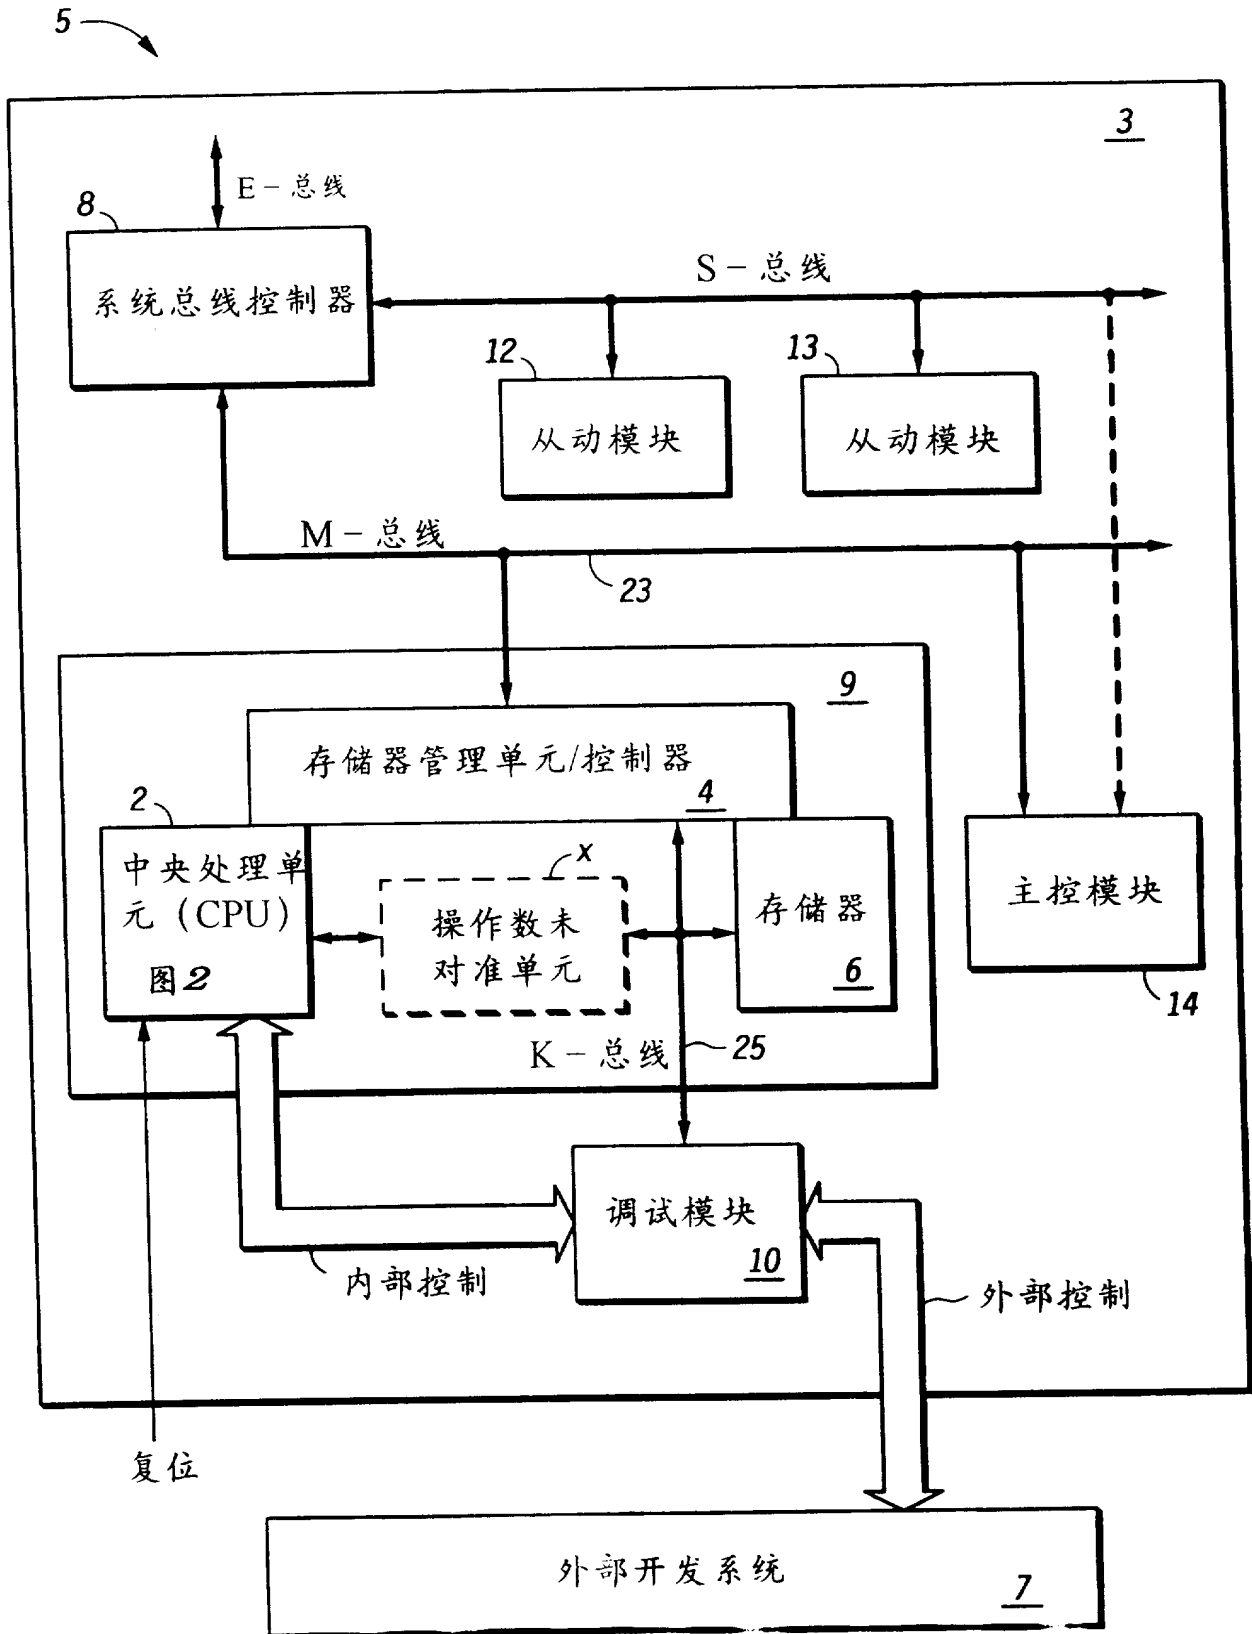 5
3
E-总线
8
系统总线控制器
S-总线
12
13
从动模块
从动模块
M-总线
23
9
存储器管理单元/控制器
4
2
中央处理单
元(CPU)
图2
x
操作数未
对准单元
存储器
6
主控模块
14
K-总线
25
调试模块
10
内部控制
外部控制
复位
外部开发系统
7